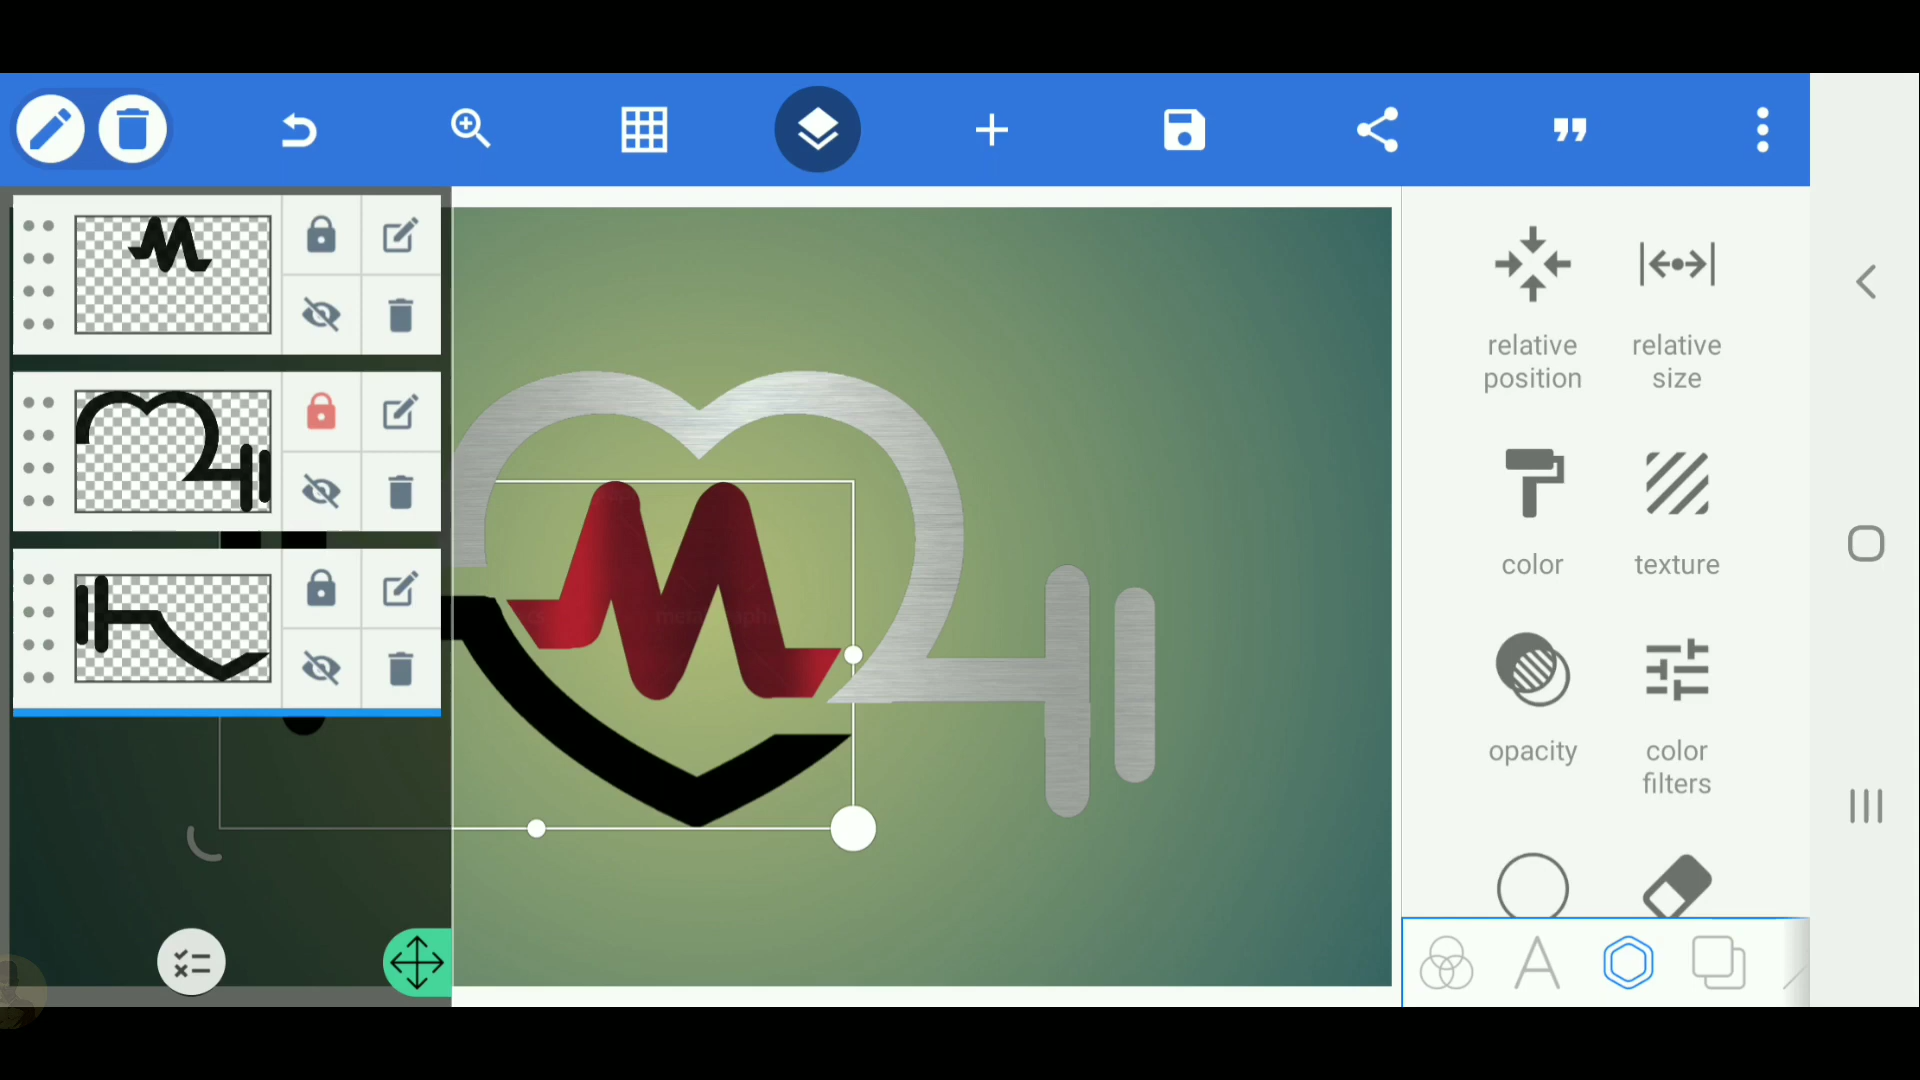 relative
position
relative
size
color
texture
opacity
color
filters